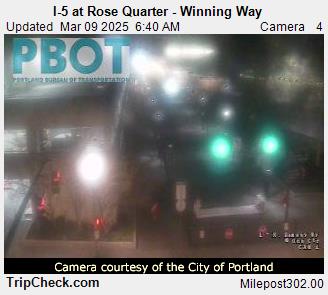 I-5 at Rose Quarter - Winning Way
Updated Mar 09 2025 6:40 AM Camera 4
PBOT
PORTLAND BUREAU OF TRANSPORTATION
Camera courtesy of the City of Portland
TripCheck.com Milepost302.00